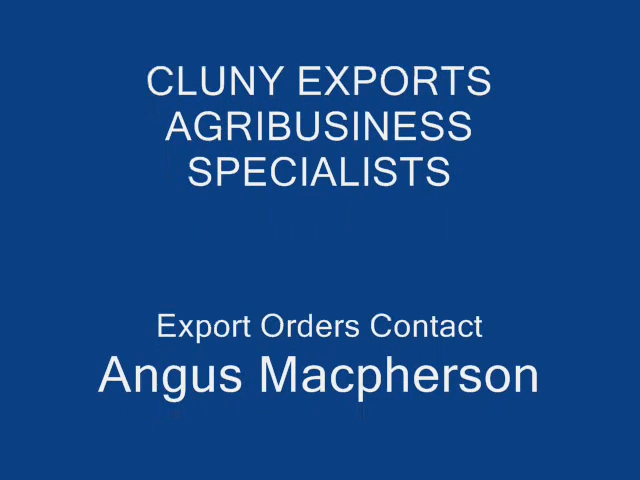 CLUNY EXPORTS
AGRIBUSINESS
SPECIALISTS
Export Orders Contact
Angus Macpherson